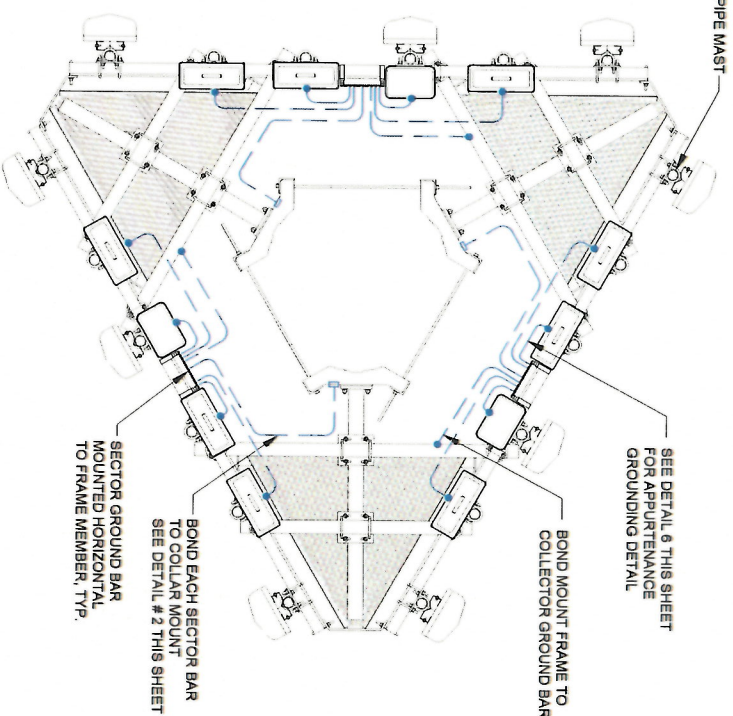 PIPE MAST
SEE DETAIL 6 THIS SHEET
FOR APPURTENANCE
GROUNDING DETAIL
BOND MOUNT FRAME TO
COLLECTOR GROUND BAR
BOND EACH SECTOR BAR
TO COLLAR MOUNT
SEE DETAIL # 2 THIS SHEET
SECTOR GROUND BAR
MOUNTED HORIZONTAL
TO FRAME MEMBER, TYP.